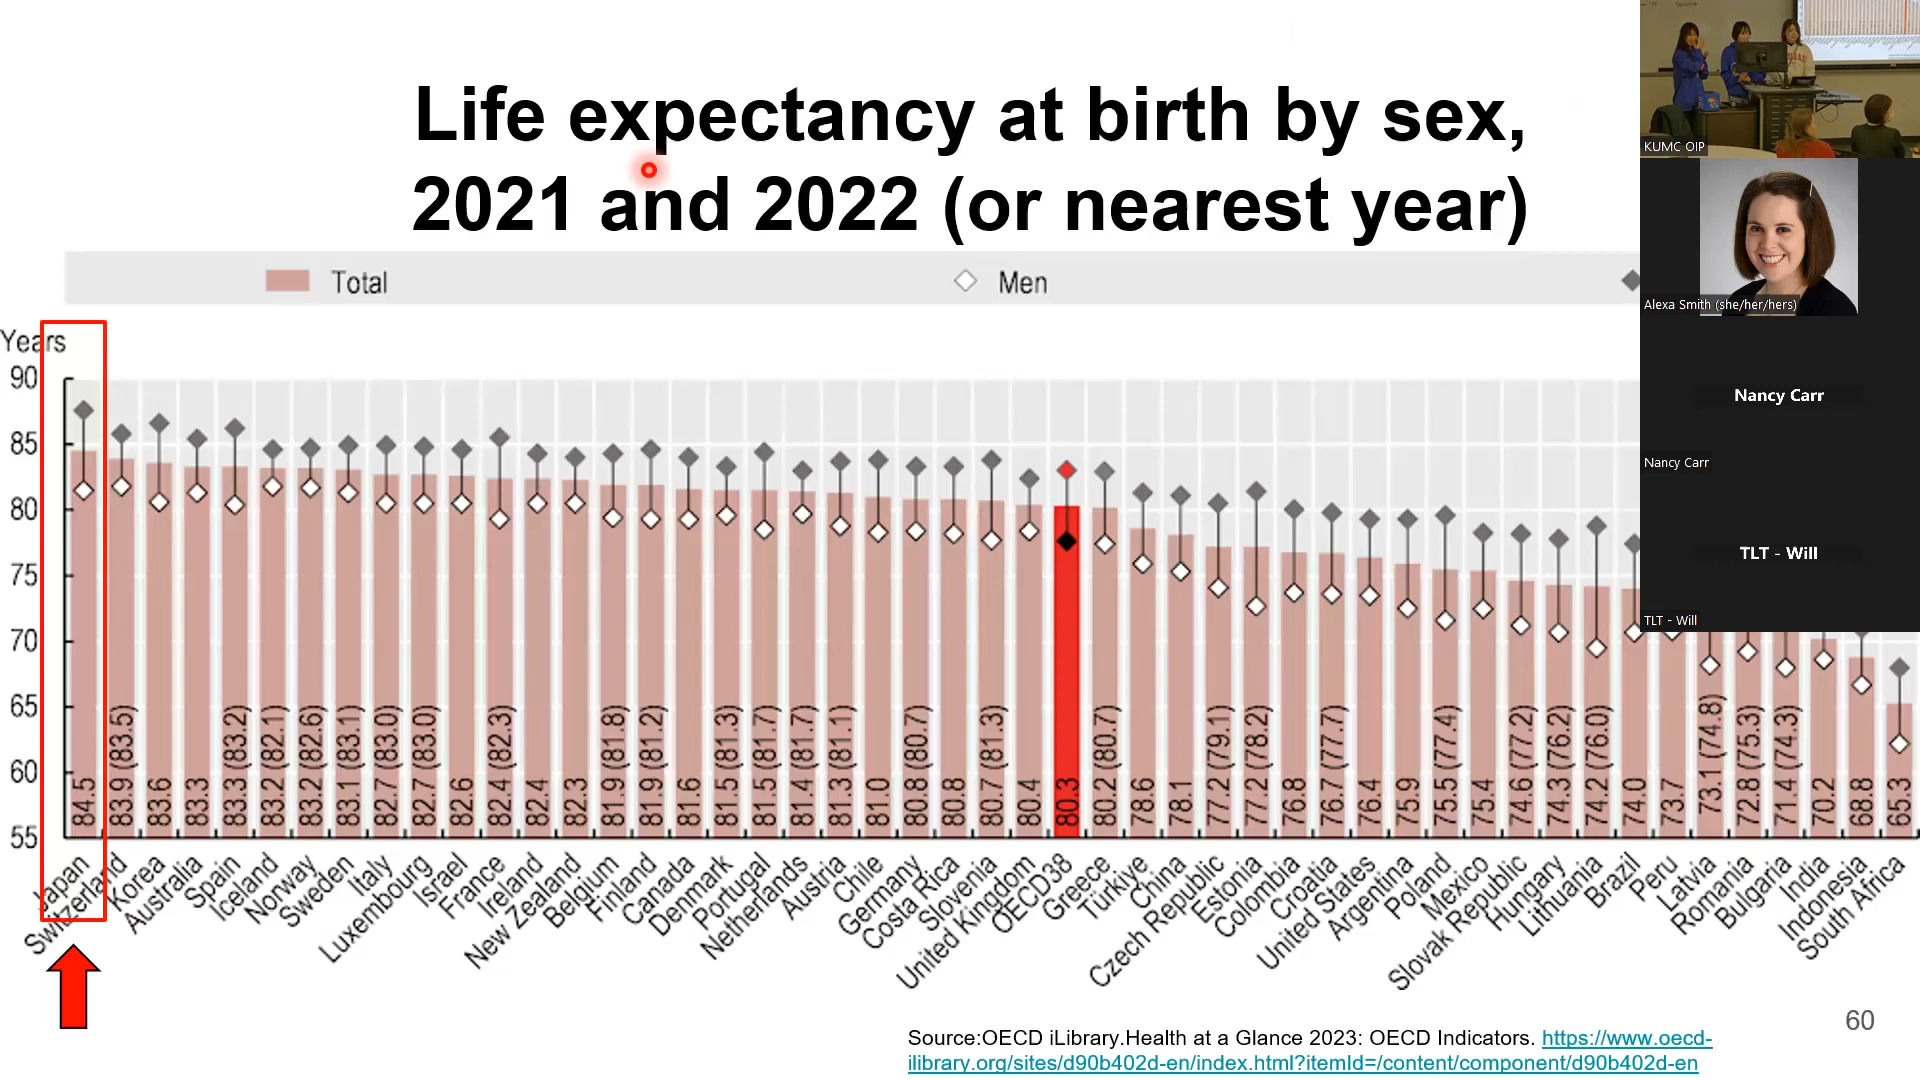 Life expectancy at birth by sex,
2021 and 2022 (or nearest year)
KUMC OIP
Total
Men
Alexa Smith (she/her/hers)
Years
90
85
80
75
70
65
60
55
Nancy Carr
Nancy Carr
TLT - Will
TLT - Will
84.5
83.9 (83.5)
83.6
83.3
83.3 (83.2)
83.2 (82.1)
83.2 (82.6)
83.1 (83.1)
82.7 (83.0)
82.7 (83.0)
82.6
82.4 (82.3)
82.4
82.3
81.9 (81.8)
81.9 (81.2)
81.6
81.5 (81.3)
81.5 (81.7)
81.4 (81.7)
81.3 (81.1)
81.0
80.8 (80.7)
80.8
80.7 (81.3)
80.4
80.3
80.2 (80.7)
78.6
78.1
77.2 (79.1)
77.2 (78.2)
76.8
76.7 (77.7)
76.4
75.9
75.5 (77.4)
75.4
74.6 (77.2)
74.3 (76.2)
74.2 (76.0)
74.0
73.7
73.1 (74.8)
72.8 (75.3)
71.4 (74.3)
70.2
68.8
65.3
Japan
Switzerland
Korea
Australia
Spain
Iceland
Norway
Sweden
Italy
Luxembourg
Israel
France
Ireland
New Zealand
Belgium
Finland
Canada
Denmark
Portugal
Netherlands
Austria
Chile
Germany
Costa Rica
Slovenia
United Kingdom
OECD38
Greece
Türkiye
China
Czech Republic
Estonia
Colombia
Croatia
United States
Argentina
Poland
Mexico
Slovak Republic
Hungary
Lithuania
Brazil
Peru
Latvia
Romania
Bulgaria
India
Indonesia
South Africa
Source:OECD iLibrary.Health at a Glance 2023: OECD Indicators. https://www.oecd-
ilibrary.org/sites/d90b402d-en/index.html?itemId=/content/component/d90b402d-en
60